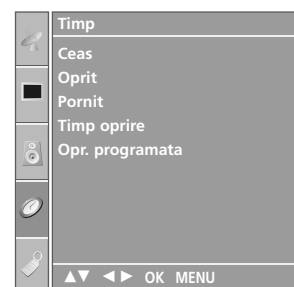 Timp
Ceas
Oprit
Pornit
Timp oprire
Opr. programata
▲▼ ◄► OK MENU